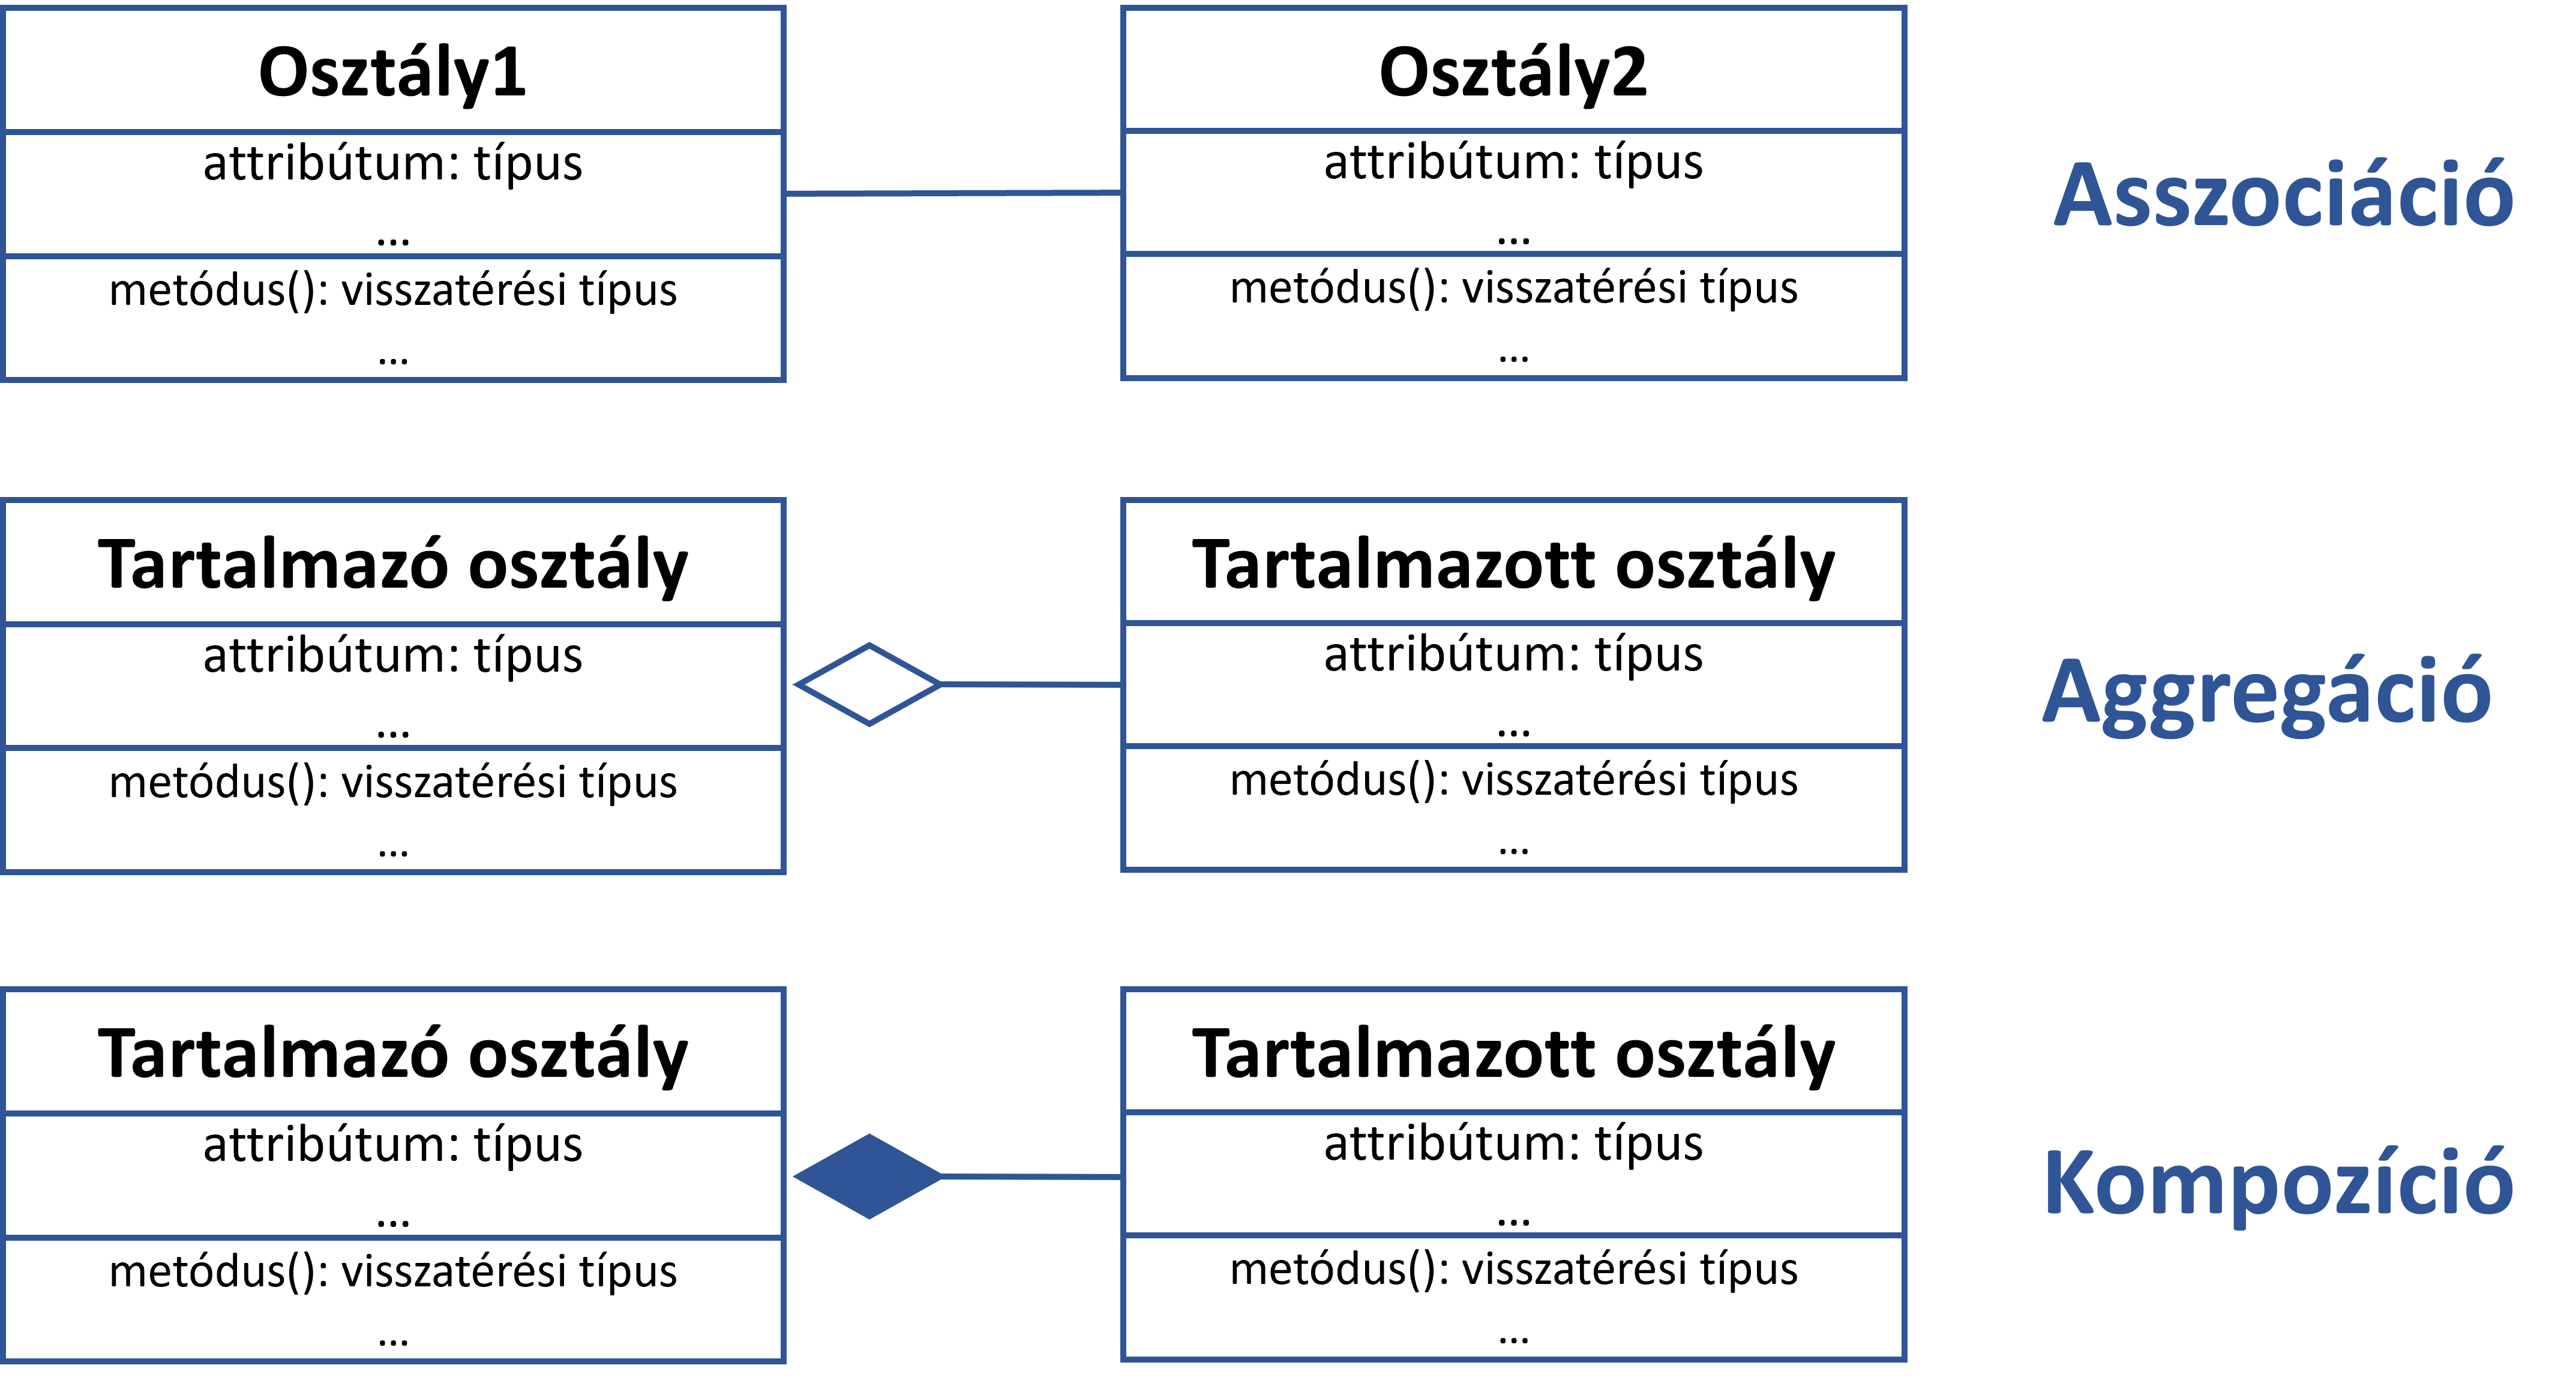 Osztály1
attribútum: típus
...
metódus(): visszatérési típus
...
Osztály2
attribútum: típus
...
metódus(): visszatérési típus
...
Asszociáció
Tartalmazó osztály
attribútum: típus
...
metódus(): visszatérési típus
...
Tartalmazott osztály
attribútum: típus
...
metódus(): visszatérési típus
...
Aggregáció
Tartalmazó osztály
attribútum: típus
...
metódus(): visszatérési típus
...
Tartalmazott osztály
attribútum: típus
...
metódus(): visszatérési típus
...
Kompozíció